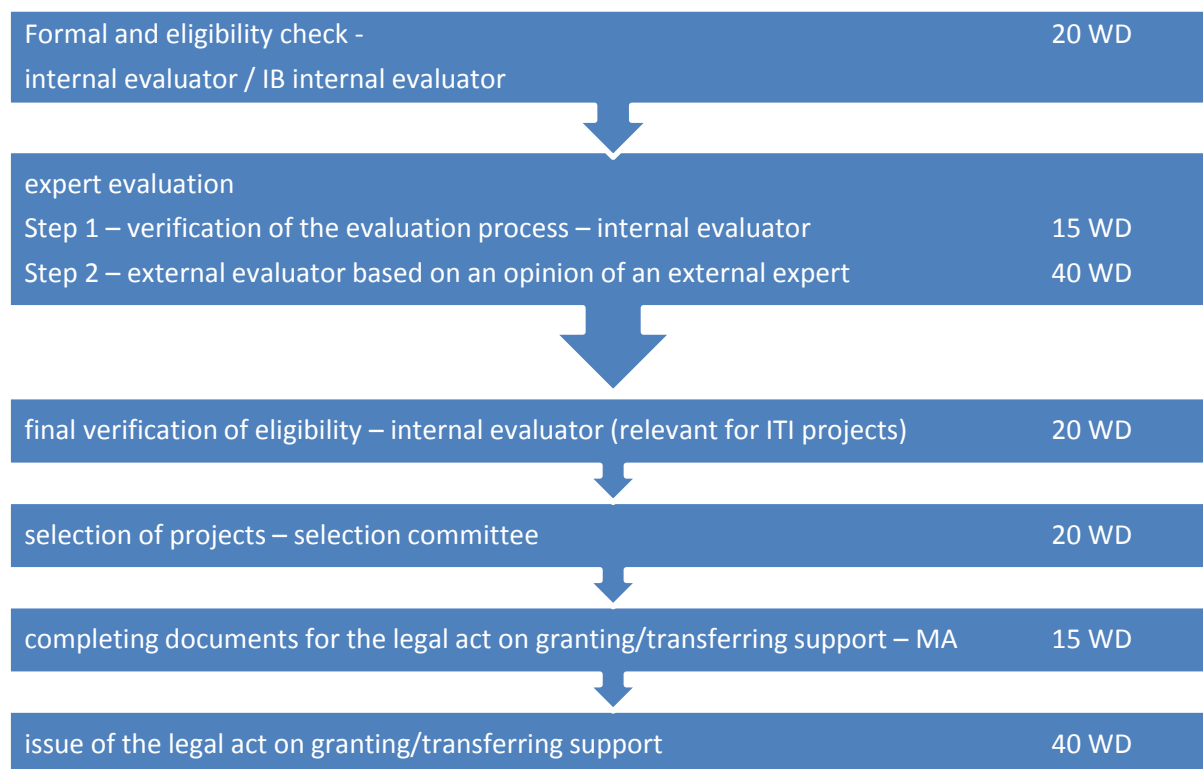 Formal and eligibility check - 20 WD
internal evaluator / IB internal evaluator
expert evaluation
Step 1 – verification of the evaluation process – internal evaluator 15 WD
Step 2 – external evaluator based on an opinion of an external expert 40 WD
final verification of eligibility – internal evaluator (relevant for ITI projects) 20 WD
selection of projects – selection committee 20 WD
completing documents for the legal act on granting/transferring support – MA 15 WD
issue of the legal act on granting/transferring support 40 WD